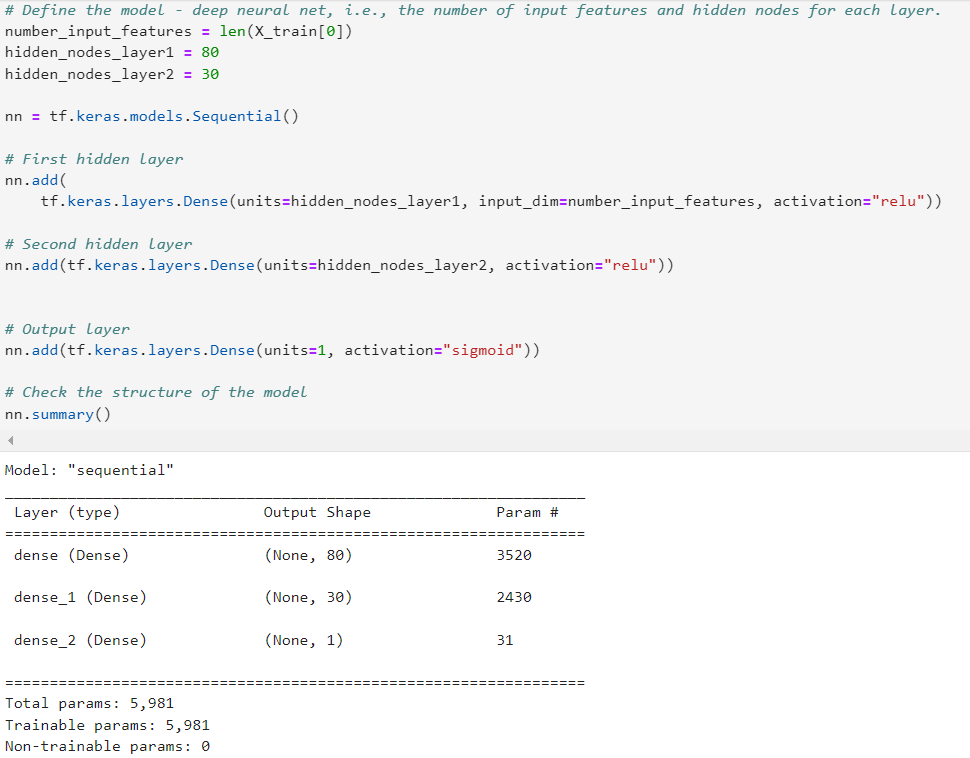 # Define the model - deep neural net, i.e., the number of input features and hidden nodes for each layer.
number_input_features = len(X_train[0])
hidden_nodes_layer1 = 80
hidden_nodes_layer2 = 30

nn = tf.keras.models.Sequential()

# First hidden layer
nn.add(
    tf.keras.layers.Dense(units=hidden_nodes_layer1, input_dim=number_input_features, activation="relu"))

# Second hidden layer
nn.add(tf.keras.layers.Dense(units=hidden_nodes_layer2, activation="relu"))


# Output layer
nn.add(tf.keras.layers.Dense(units=1, activation="sigmoid"))

# Check the structure of the model
nn.summary()
Model: "sequential"
_________________________________________________________________
 Layer (type)                Output Shape              Param #
=================================================================
 dense (Dense)               (None, 80)                3520

 dense_1 (Dense)             (None, 30)                2430

 dense_2 (Dense)             (None, 1)                 31

=================================================================
Total params: 5,981
Trainable params: 5,981
Non-trainable params: 0